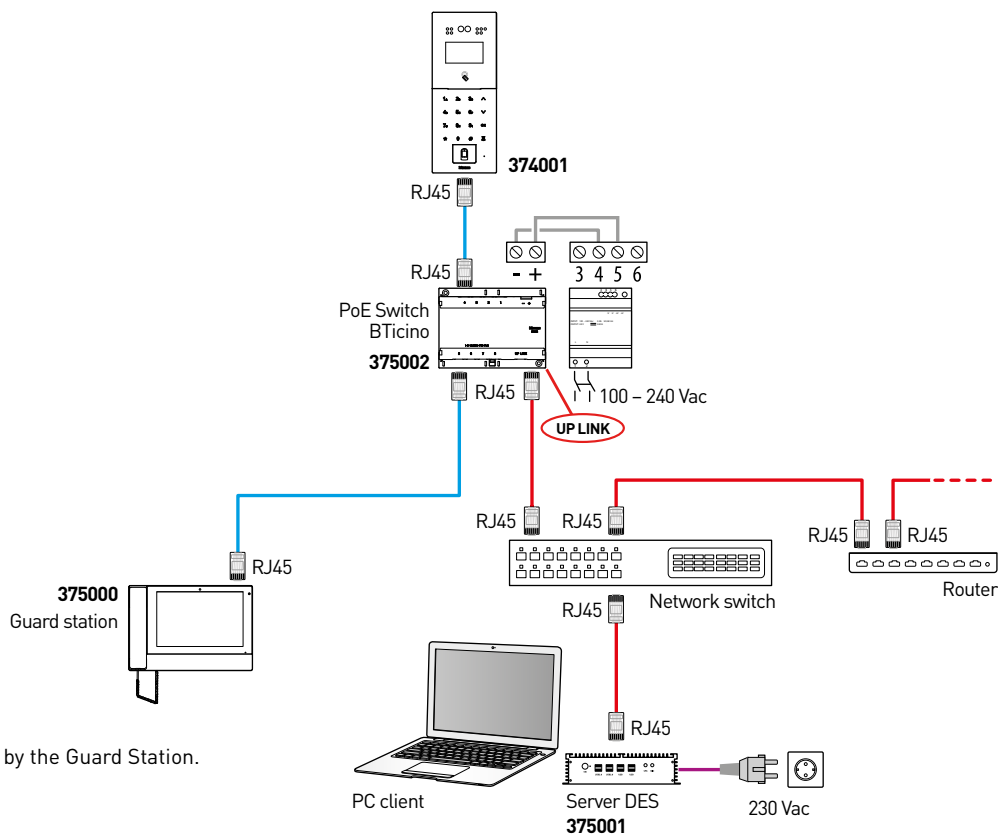 374001
RJ45
RJ45
- +
3 4 5 6
PoE Switch
BTicino
375002
RJ45
100 – 240 Vac
UP LINK
RJ45
RJ45
RJ45
RJ45
RJ45
375000
Guard station
Network switch
Router
RJ45
RJ45
by the Guard Station.
PC client
Server DES
375001
230 Vac